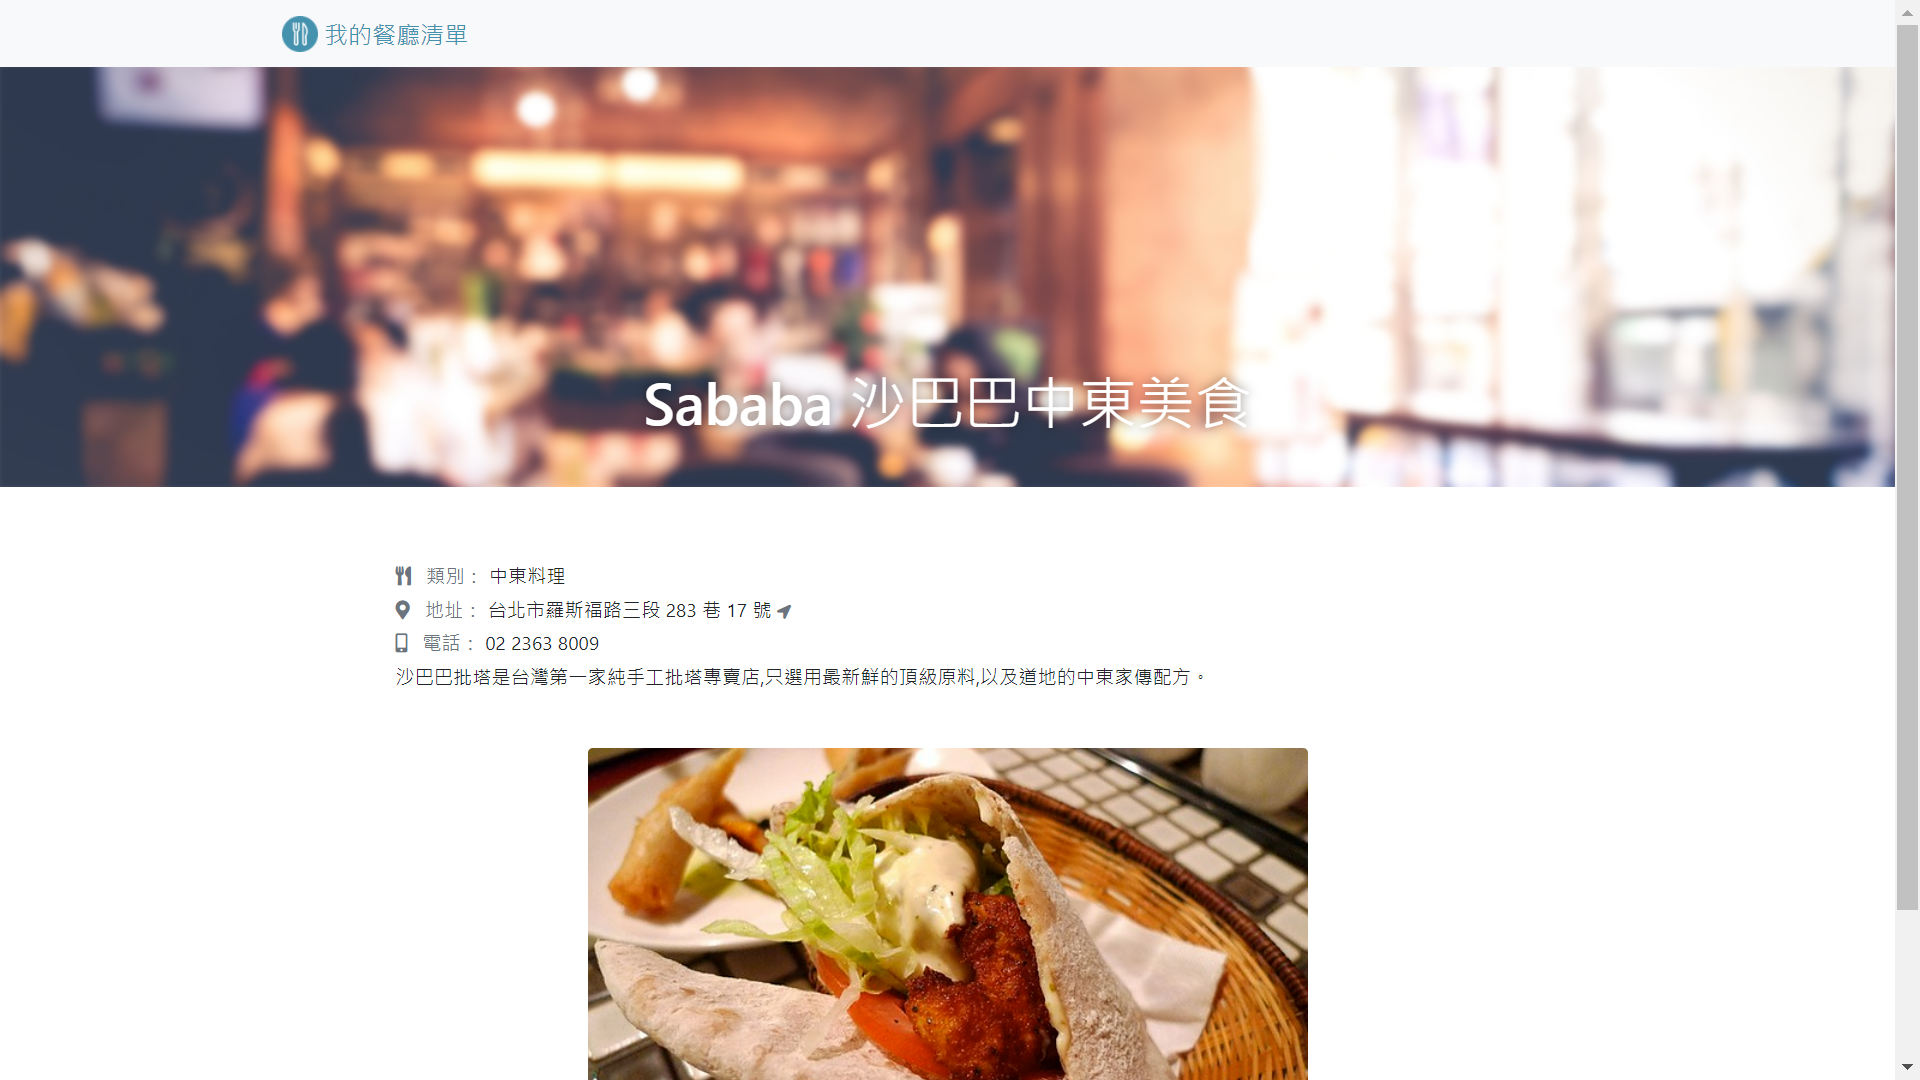 我的餐廳清單
Sababa 沙巴巴中東美食
類別： 中東料理
地址： 台北市羅斯福路三段 283 巷 17 號
電話： 02 2363 8009
沙巴巴批塔是台灣第一家純手工批塔專賣店,只選用最新鮮的頂級原料,以及道地的中東家傳配方。